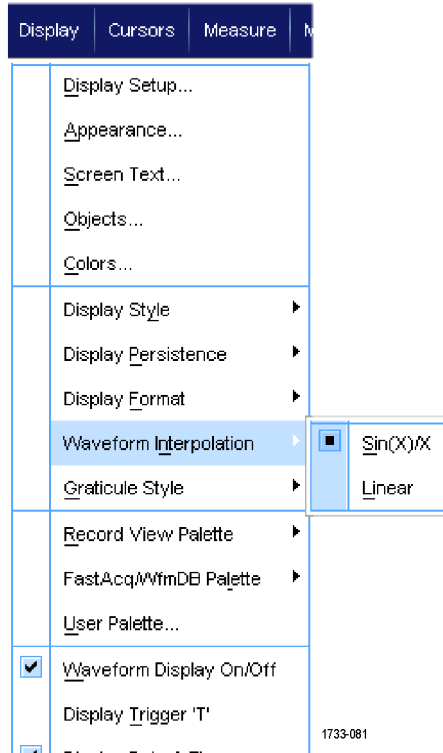 Display Cursors Measure
Display Setup...
Appearance...
Screen Text...
Objects...
Colors...
Display Style
Display Persistence
Display Format
Waveform Interpolation
Sin(X)/X
Graticule Style
Linear
Record View Palette
FastAcq/WfmDB Palette
User Palette...
Waveform Display On/Off
Display Trigger 'T'
1733-081